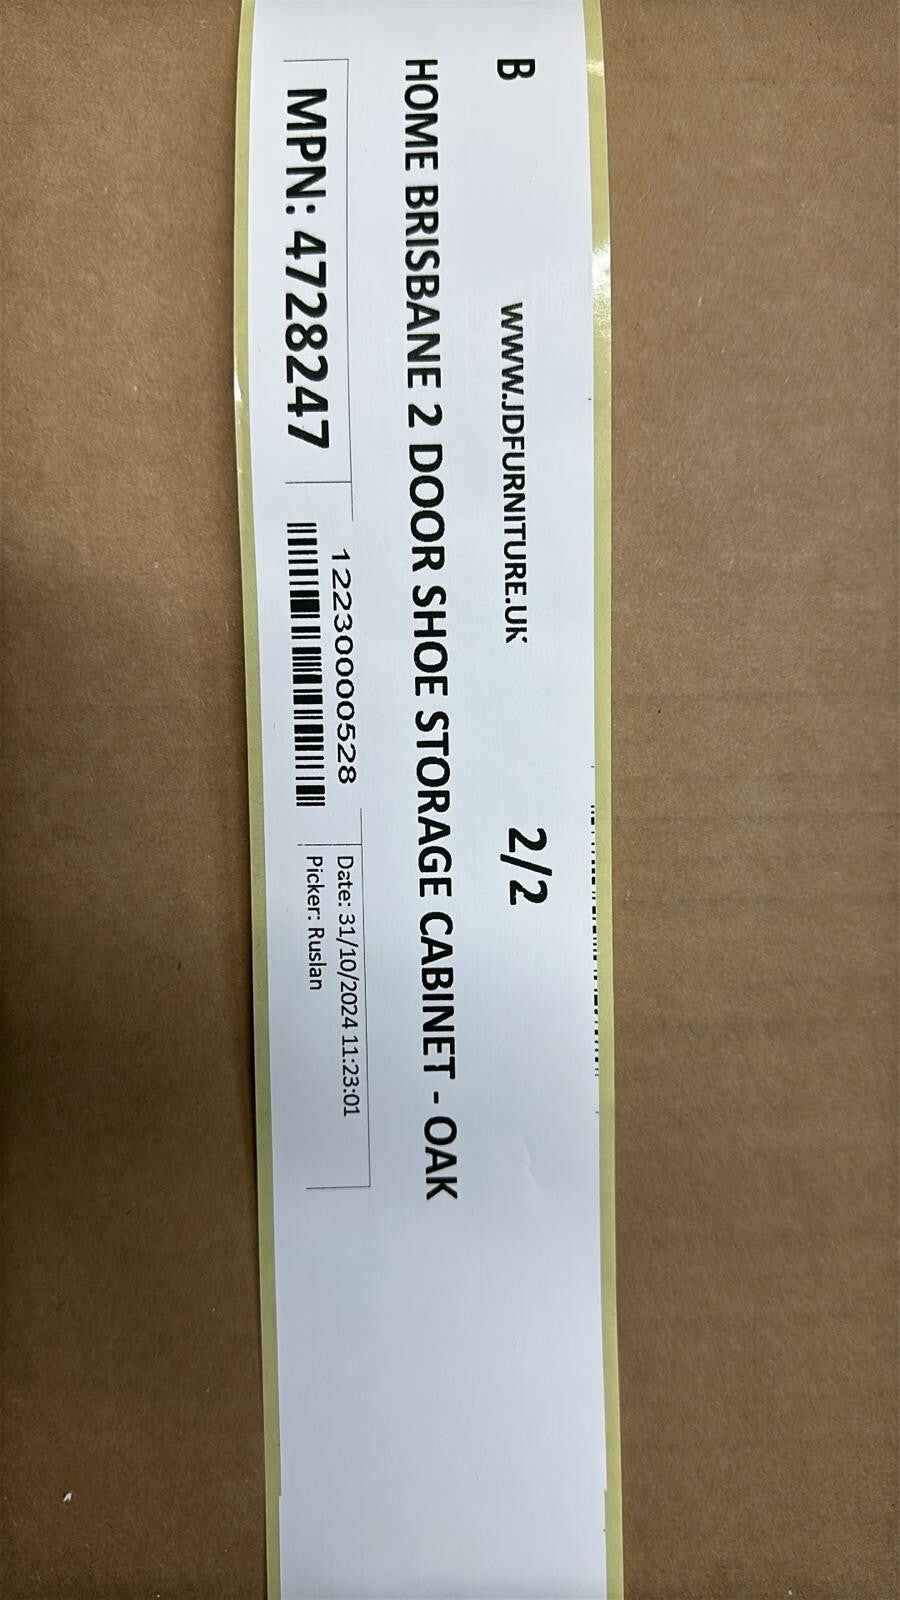 B WWW.JDFURNITURE.UK 2/2
HOME BRISBANE 2 DOOR SHOE STORAGE CABINET - OAK
MPN: 4728247
12230000528
Date: 31/10/2024 11:23:01
Picker: Ruslan